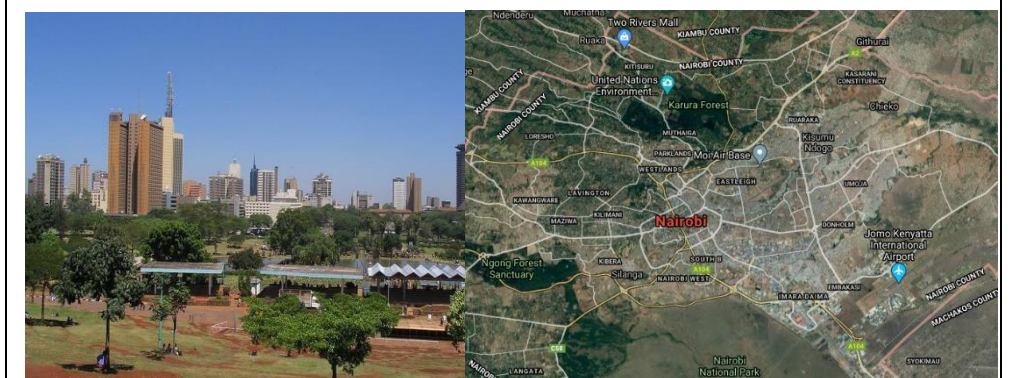 Ndenderu
Muchatha
Two Rivers Mall
Ruaka
KIAMBU COUNTY
Githurai
A2
NAIROBI COUNTY
KITISURU
KASARANI
CONSTITUENCY
United Nations
Environment...
KIAMBU COUNTY
NAIROBI COUNTY
Karura Forest
Chieko
RUARAKA
LORESHO
MUTHAIGA
Kisumu
Ndogo
PARKLANDS
Moi Air Base
A104
WESTLANDS
EASTLEIGH
UMOJA
LAVINGTON
KAWANGWARE
KILIMANI
MAZIWA
Nairobi
DONHOLM
Jomo Kenyatta
International
Airport
Ngong Forest
Sanctuary
KIBERA
SOUTH B
Silanga
A104
NAIROBI WEST
EMBAKASI
IMARA DAIMA
NAIROBI COUNTY
MACHAKOS COUNTY
C58
A104
Nairobi
National Park
SYOKIMAU
LANGATA